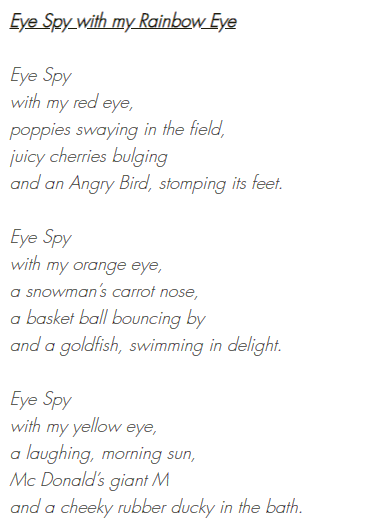 Eye Spy with my Rainbow Eye
Eye Spy
with my red eye,
poppies swaying in the field,
juicy cherries bulging
and an Angry Bird, stomping its feet.
Eye Spy
with my orange eye,
a snowman's carrot nose,
a basket ball bouncing by
and a goldfish, swimming in delight.
Eye Spy
with my yellow eye,
a laughing, morning sun,
Mc Donald's giant M
and a cheeky rubber ducky in the bath.